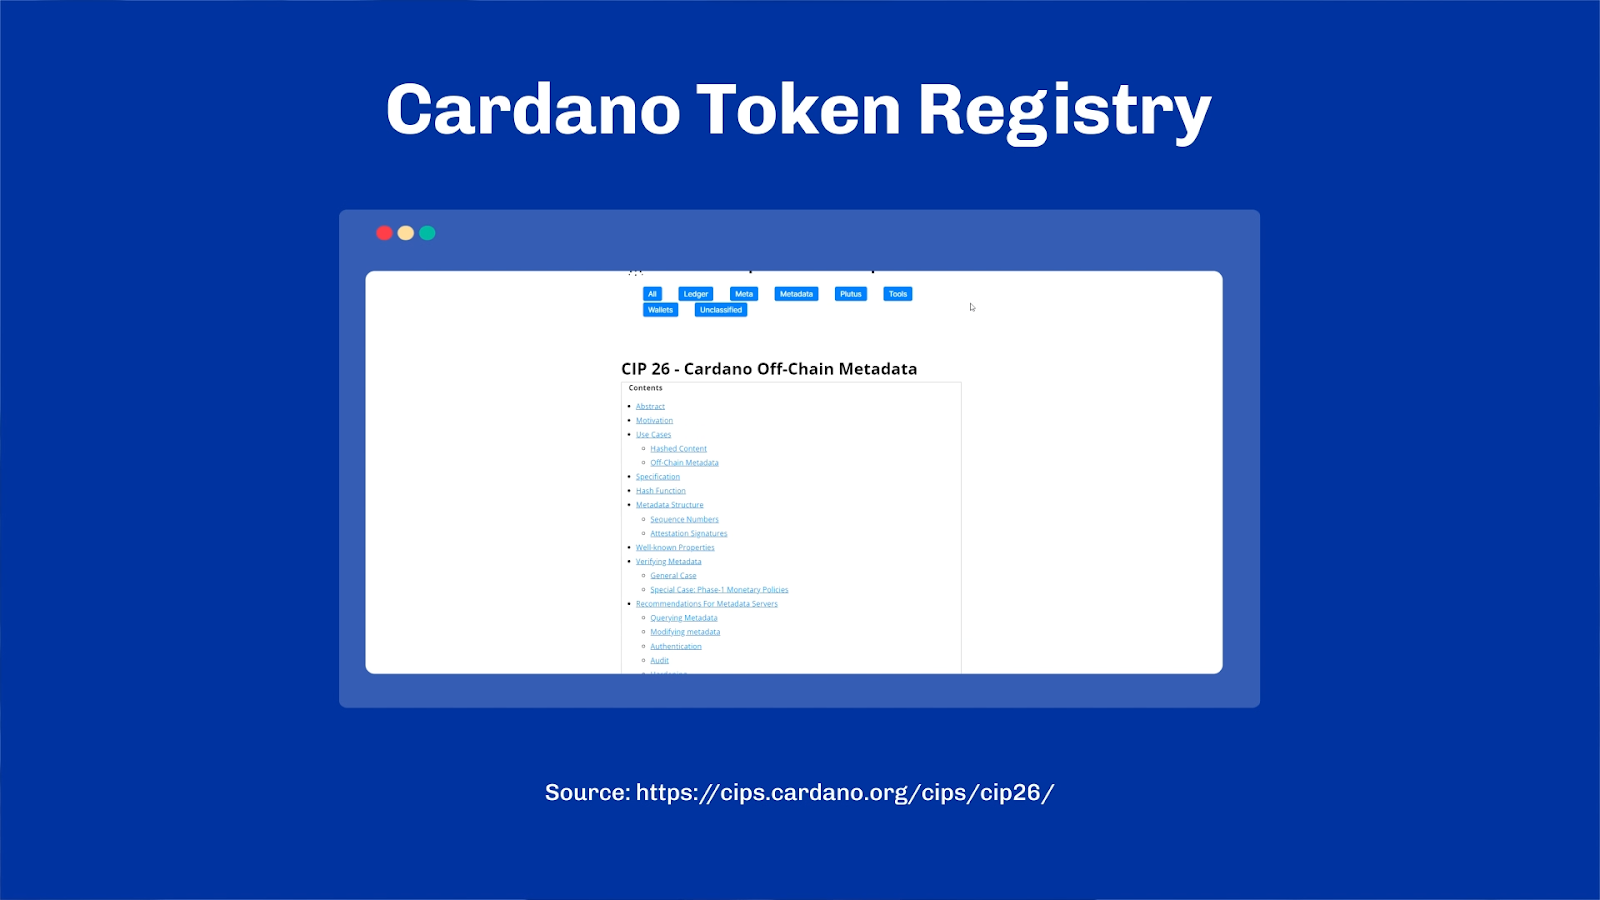 Cardano Token Registry
All Ledger Meta Metadata Plutus Tools
Wallets Unclassified
CIP 26 - Cardano Off-Chain Metadata
Contents
Abstract
Motivation
Use Cases
Hashed Content
Off-Chain Metadata
Specification
Hash Function
Metadata Structure
Sequence Numbers
Attestation Signatures
Well-known Properties
Verifying Metadata
General Case
Special Case: Phase-1 Monetary Policies
Recommendations For Metadata Servers
Querying Metadata
Modifying metadata
Authentication
Audit
Source: https://cips.cardano.org/cips/cip26/